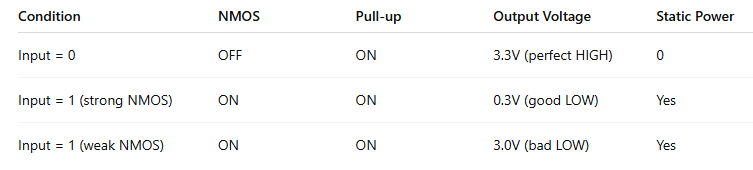 Condition NMOS Pull-up Output Voltage Static Power
Input = 0 OFF ON 3.3V (perfect HIGH) 0
Input = 1 (strong NMOS) ON ON 0.3V (good LOW) Yes
Input = 1 (weak NMOS) ON ON 3.0V (bad LOW) Yes